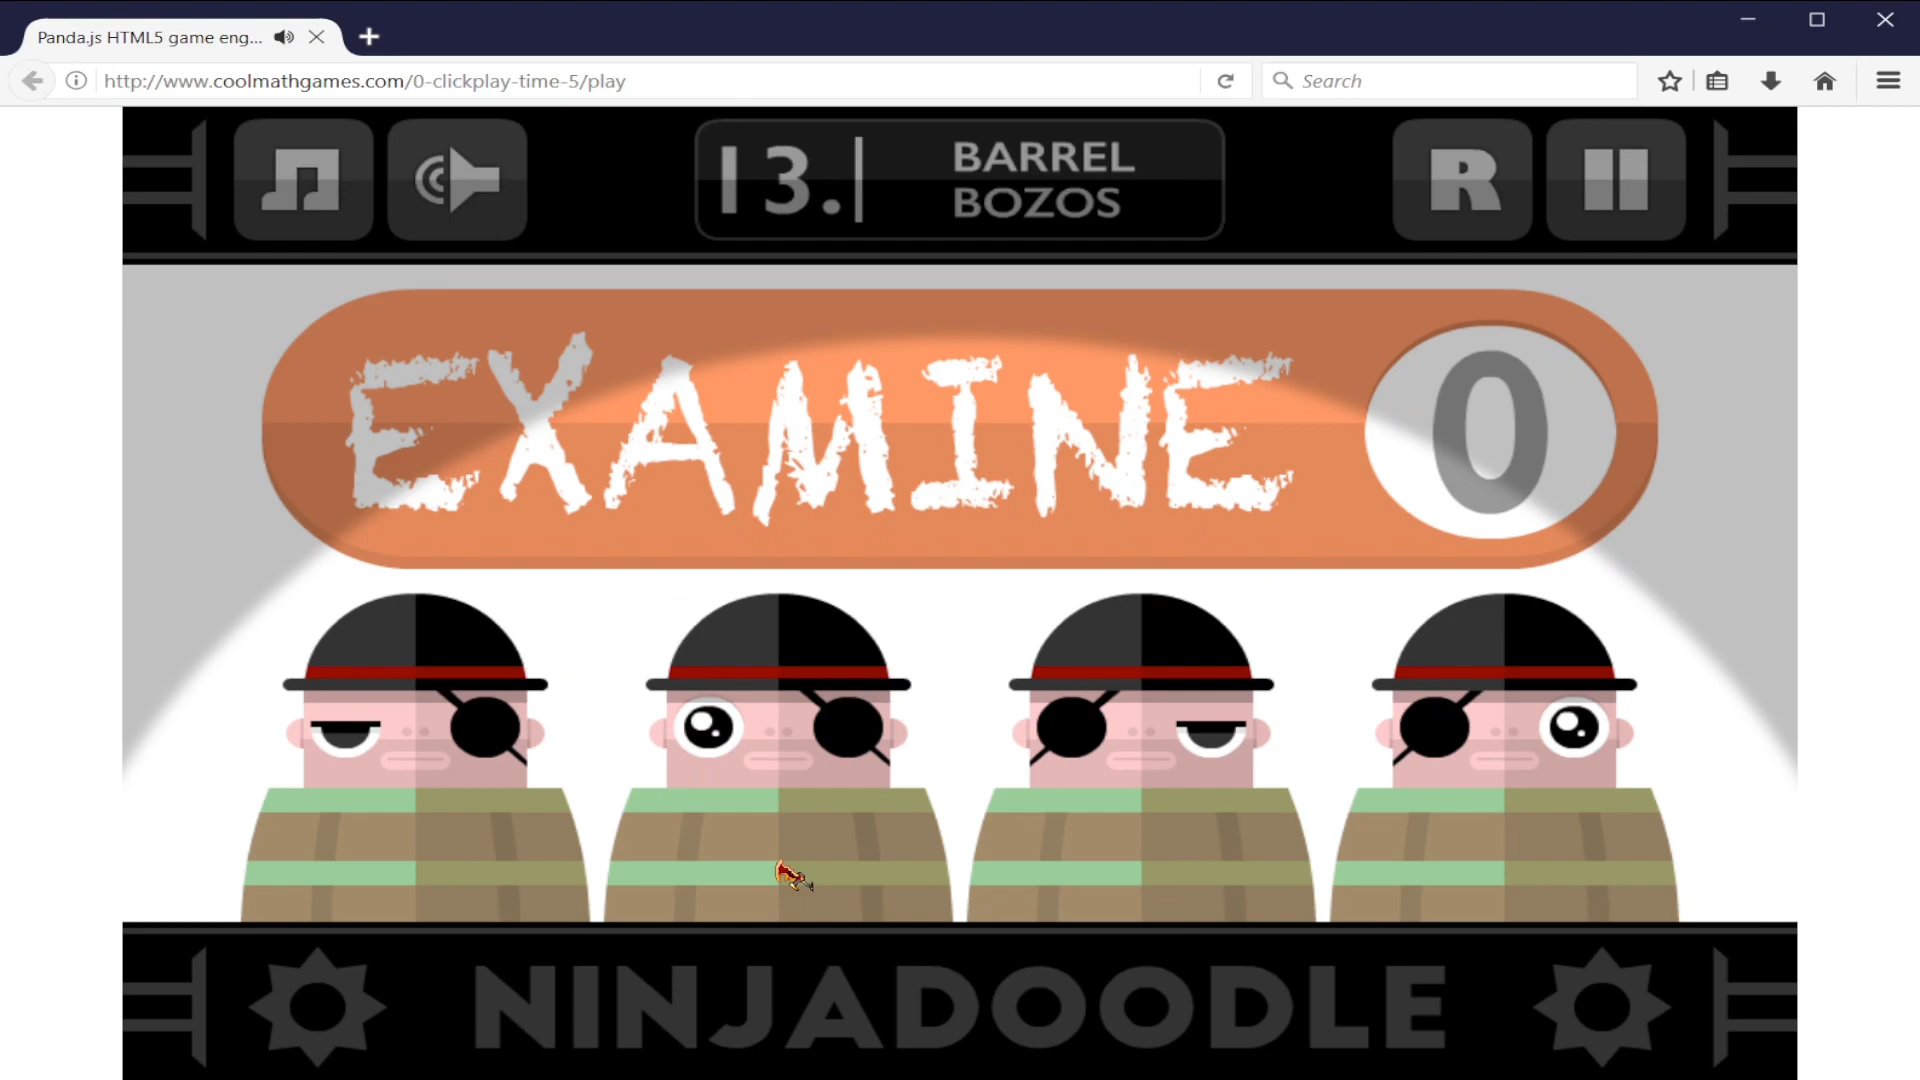 Panda.js HTML5 game eng...
http://www.coolmathgames.com/0-clickplay-time-5/play
Search
13.
BARREL
BOZOS
R
EXAMINE 0
NINJADOODLE